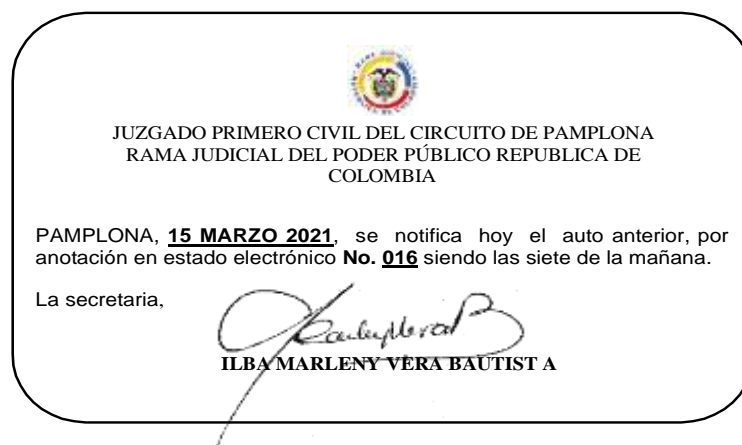 JUZGADO PRIMERO CIVIL DEL CIRCUITO DE PAMPLONA
RAMA JUDICIAL DEL PODER PÚBLICO REPUBLICA DE
COLOMBIA
PAMPLONA, 15 MARZO 2021, se notifica hoy el auto anterior, por
anotación en estado electrónico No. 016 siendo las siete de la mañana.
La secretaria,
ILBA MARLENY VERA BAUTIST A